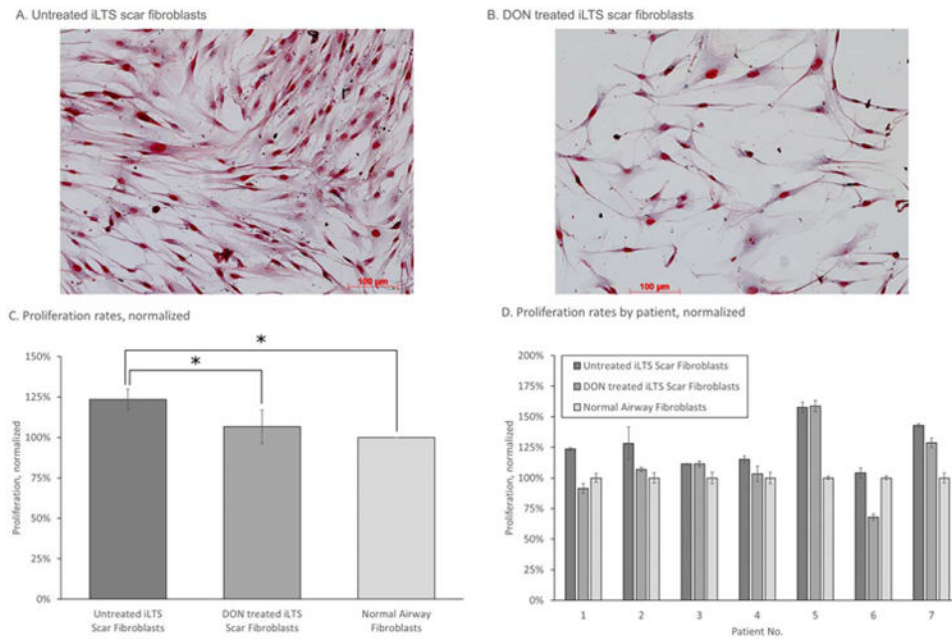 A. Untreated iLTS scar fibroblasts
B. DON treated iLTS scar fibroblasts
100 µm
100 µm
C. Proliferation rates, normalized
Proliferation, normalized
150%
125%
100%
75%
50%
25%
0%
*
*
Untreated iLTS
Scar Fibroblasts
DON treated iLTS
Scar Fibroblasts
Normal Airway
Fibroblasts
D. Proliferation rates by patient, normalized
Proliferation, normalized
200%
175%
150%
125%
100%
75%
50%
25%
0%
Untreated iLTS Scar Fibroblasts
DON treated iLTS Scar Fibroblasts
Normal Airway Fibroblasts
1 2 3 4 5 6 7
Patient No.